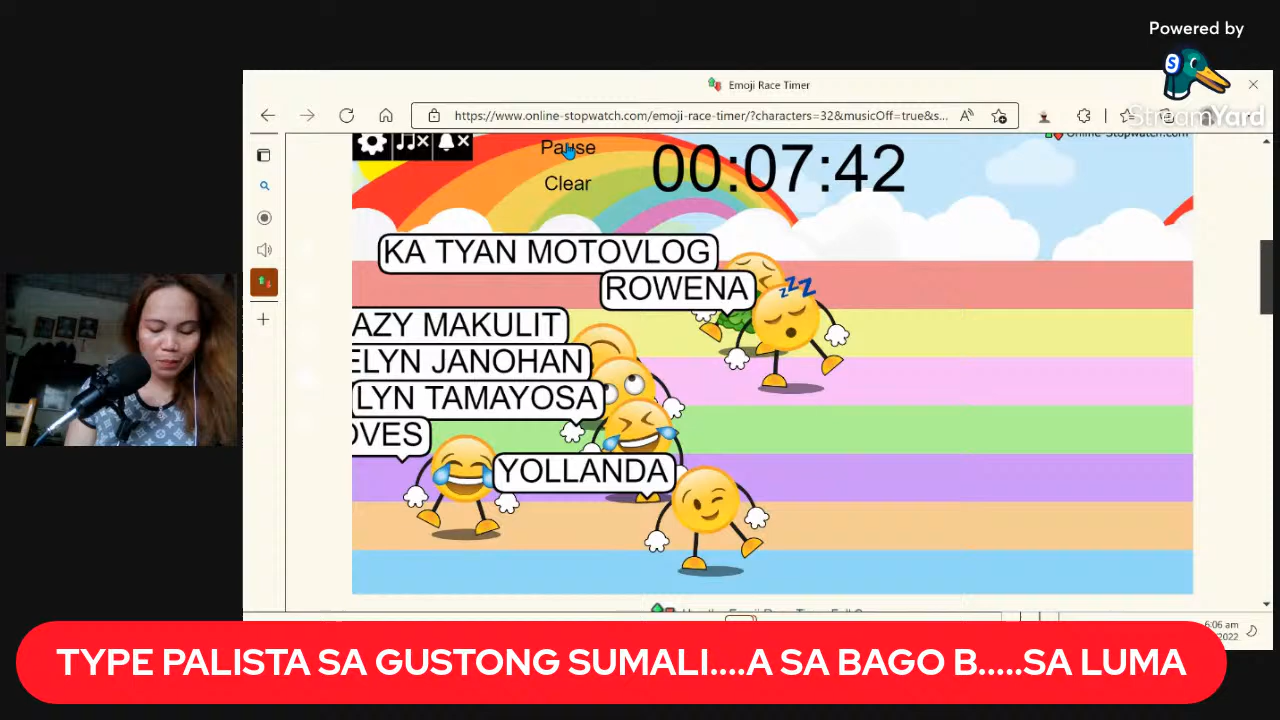 Powered by
StreamYard
Emoji Race Timer
https://www.online-stopwatch.com/emoji-race-timer/?characters=32&musicOff=true&s...
Online-Stopwatch.com
Pause
00:07:42
Clear
KA TYAN MOTOVLOG
ROWENA
AZY MAKULIT
ELYN JANOHAN
LYN TAMAYOSA
OVES
YOLLANDA
6:06 am
2022
TYPE PALISTA SA GUSTONG SUMALI....A SA BAGO B.....SA LUMA